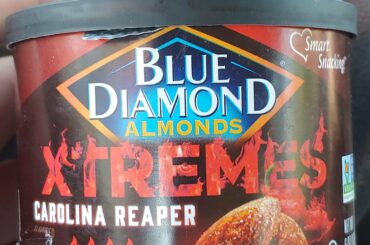 Smart
Snacking!
BLUE
DIAMOND
ALMONDS
XTREMES
CAROLINA REAPER